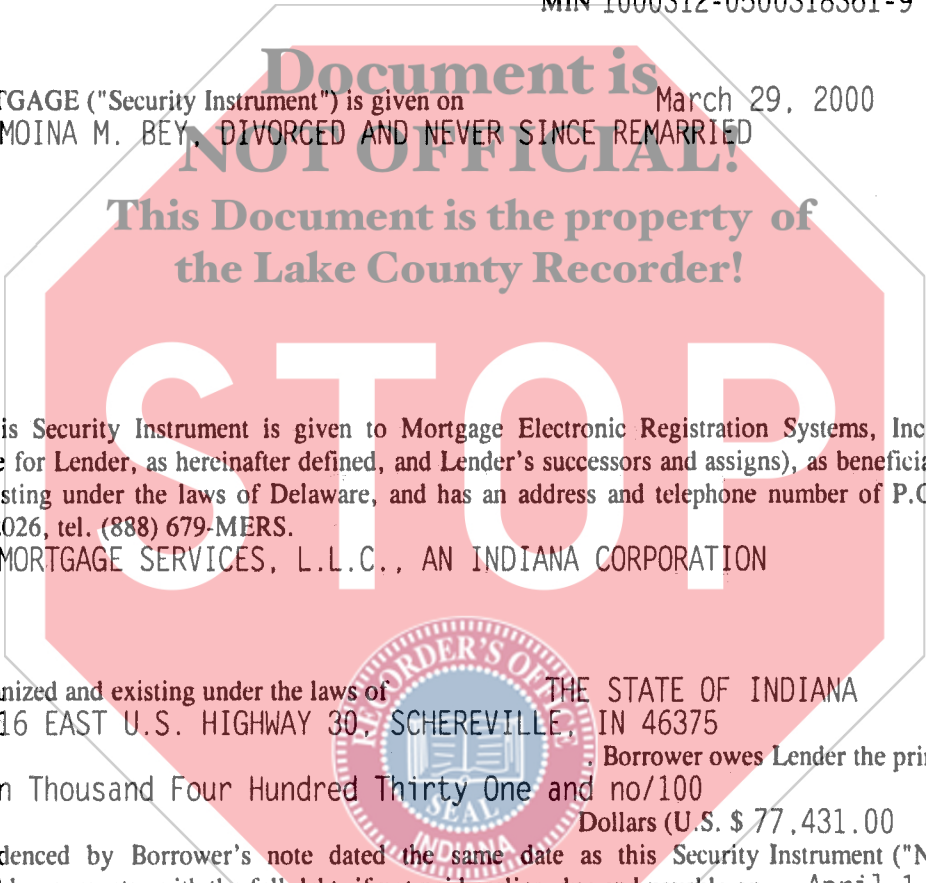 MIN 1000312-0500318361-9
Document is
TGAGE ("Security Instrument") is given on March 29, 2000
MOINA M. BEY, DIVORCED AND NEVER SINCE REMARRIED
NOT OFFICIAL!
This Document is the property of
the Lake County Recorder!
STOP
is Security Instrument is given to Mortgage Electronic Registration Systems, Inc
e for Lender, as hereinafter defined, and Lender's successors and assigns), as beneficia
sting under the laws of Delaware, and has an address and telephone number of P.O
026, tel. (888) 679-MERS.
MORTGAGE SERVICES, L.L.C., AN INDIANA CORPORATION
RECORDER'S OFFICE
nized and existing under the laws of THE STATE OF INDIANA
16 EAST U.S. HIGHWAY 30, SCHEREVILLE, IN 46375
. Borrower owes Lender the prin
n Thousand Four Hundred Thirty One and no/100
SEAL
Dollars (U.S. $ 77,431.00
INDIANA
denced by Borrower's note dated the same date as this Security Instrument ("N
April 1